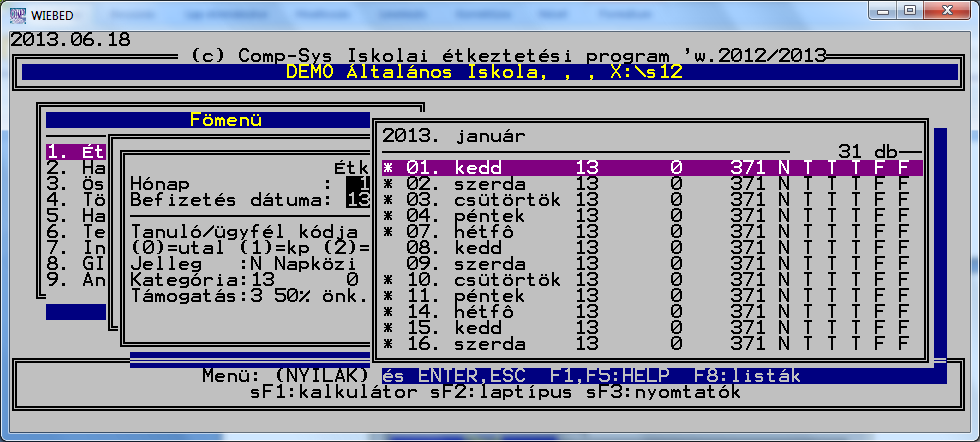 WIEBED
2013.06.18
(c) Comp-Sys Iskolai étkeztetési program 'w.2012/2013
DEMO Általános Iskola, , , X:\s12
Fömenü
1. Ét
2. Ha
3. Ös
4. Tö
5. Ha
6. Te
7. In
8. GI
9. An
Étk
Hónap : 1
Befizetés dátuma: 13
Tanuló/ügyfél kódja
(0)=utal (1)=kp (2)=
Jelleg :N Napközi
Kategória:13 0
Támogatás:3 50% önk.
2013. január
31 db
* 01. kedd 13 0 371 N T T T F F
* 02. szerda 13 0 371 N T T T F F
* 03. csütörtök 13 0 371 N T T T F F
* 04. péntek 13 0 371 N T T T F F
* 07. hétfô 13 0 371 N T T T F F
08. kedd 13 0 371 N T T T F F
09. szerda 13 0 371 N T T T F F
* 10. csütörtök 13 0 371 N T T T F F
* 11. péntek 13 0 371 N T T T F F
* 14. hétfô 13 0 371 N T T T F F
* 15. kedd 13 0 371 N T T T F F
* 16. szerda 13 0 371 N T T T F F
Menü: (NYILAK) és ENTER,ESC F1,F5:HELP F8:listák
sF1:kalkulátor sF2:laptípus sF3:nyomtatók